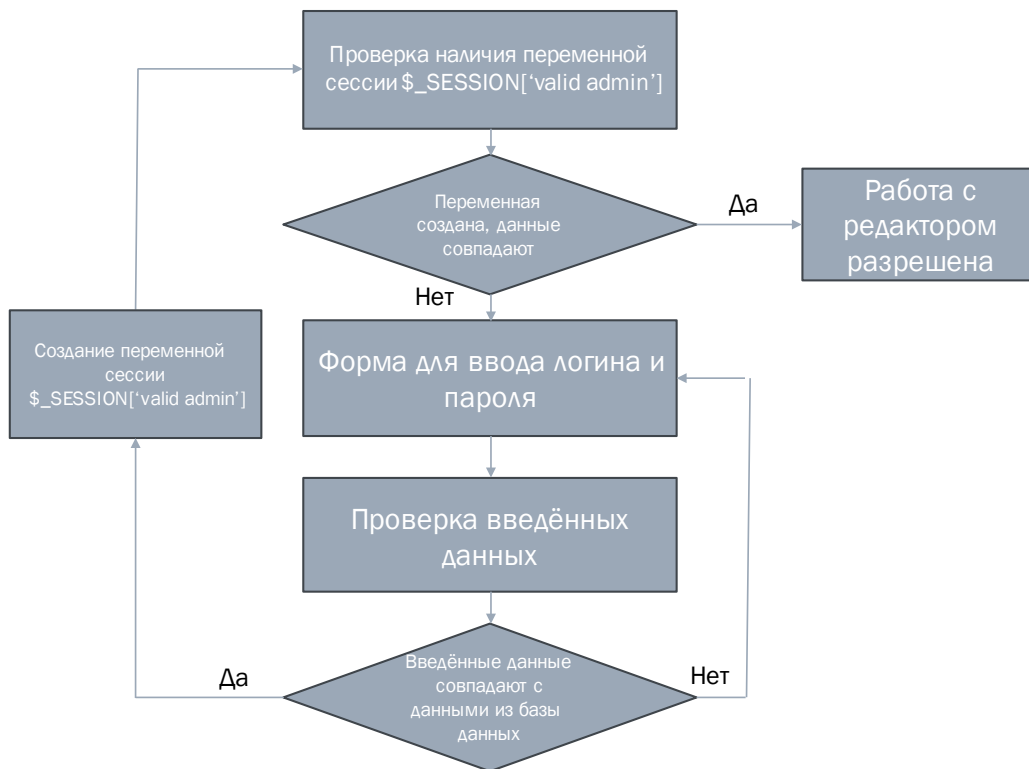 Проверка наличия переменной
сессии $_SESSION[‘valid admin’]
Переменная
создана, данные
совпадают
Да
Работа с
редактором
разрешена
Нет
Форма для ввода логина и
пароля
Создание переменной
сессии
$_SESSION[‘valid admin’]
Проверка введённых
данных
Введённые данные
совпадают с
данными из базы
данных
Да
Нет